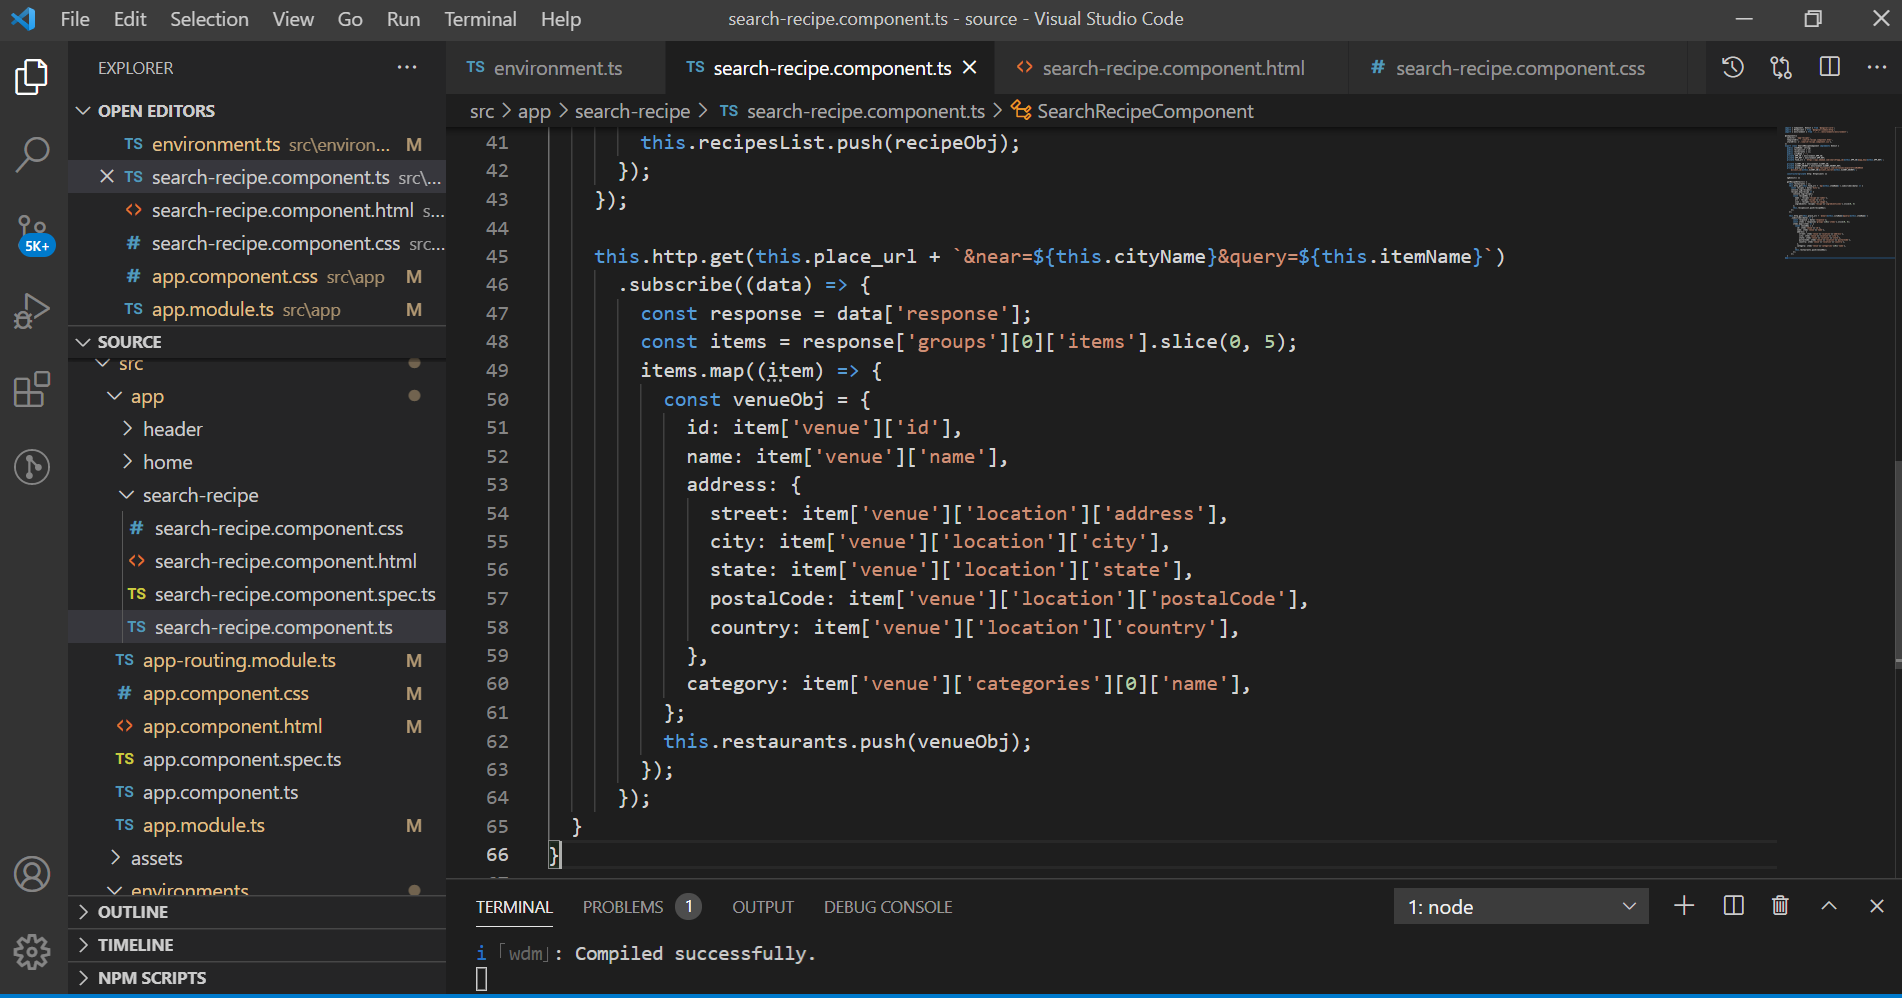 File Edit Selection View Go Run Terminal Help
search-recipe.component.ts - source - Visual Studio Code
EXPLORER
OPEN EDITORS
TS environment.ts src\environ... M
TS search-recipe.component.ts src\...
<> search-recipe.component.html s...
# search-recipe.component.css src...
# app.component.css src\app M
TS app.module.ts src\app M
5K+
SOURCE
src
app
header
home
search-recipe
# search-recipe.component.css
<> search-recipe.component.html
TS search-recipe.component.spec.ts
TS search-recipe.component.ts
TS app-routing.module.ts M
# app.component.css M
<> app.component.html M
TS app.component.spec.ts
TS app.component.ts
TS app.module.ts M
assets
environments
OUTLINE
TIMELINE
NPM SCRIPTS
TS environment.ts
TS search-recipe.component.ts
<> search-recipe.component.html
# search-recipe.component.css
src > app > search-recipe > TS search-recipe.component.ts > SearchRecipeComponent
41 this.recipesList.push(recipeObj);
42 });
43 });
44
45 this.http.get(this.place_url + `&near=${this.cityName}&query=${this.itemName}`)
46 .subscribe((data) => {
47 const response = data['response'];
48 const items = response['groups'][0]['items'].slice(0, 5);
49 items.map((item) => {
50 const venueObj = {
51 id: item['venue']['id'],
52 name: item['venue']['name'],
53 address: {
54 street: item['venue']['location']['address'],
55 city: item['venue']['location']['city'],
56 state: item['venue']['location']['state'],
57 postalCode: item['venue']['location']['postalCode'],
58 country: item['venue']['location']['country'],
59 },
60 category: item['venue']['categories'][0]['name'],
61 };
62 this.restaurants.push(venueObj);
63 });
64 });
65 }
66 }
TERMINAL PROBLEMS 1 OUTPUT DEBUG CONSOLE
1: node
i ｢wdm｣: Compiled successfully.